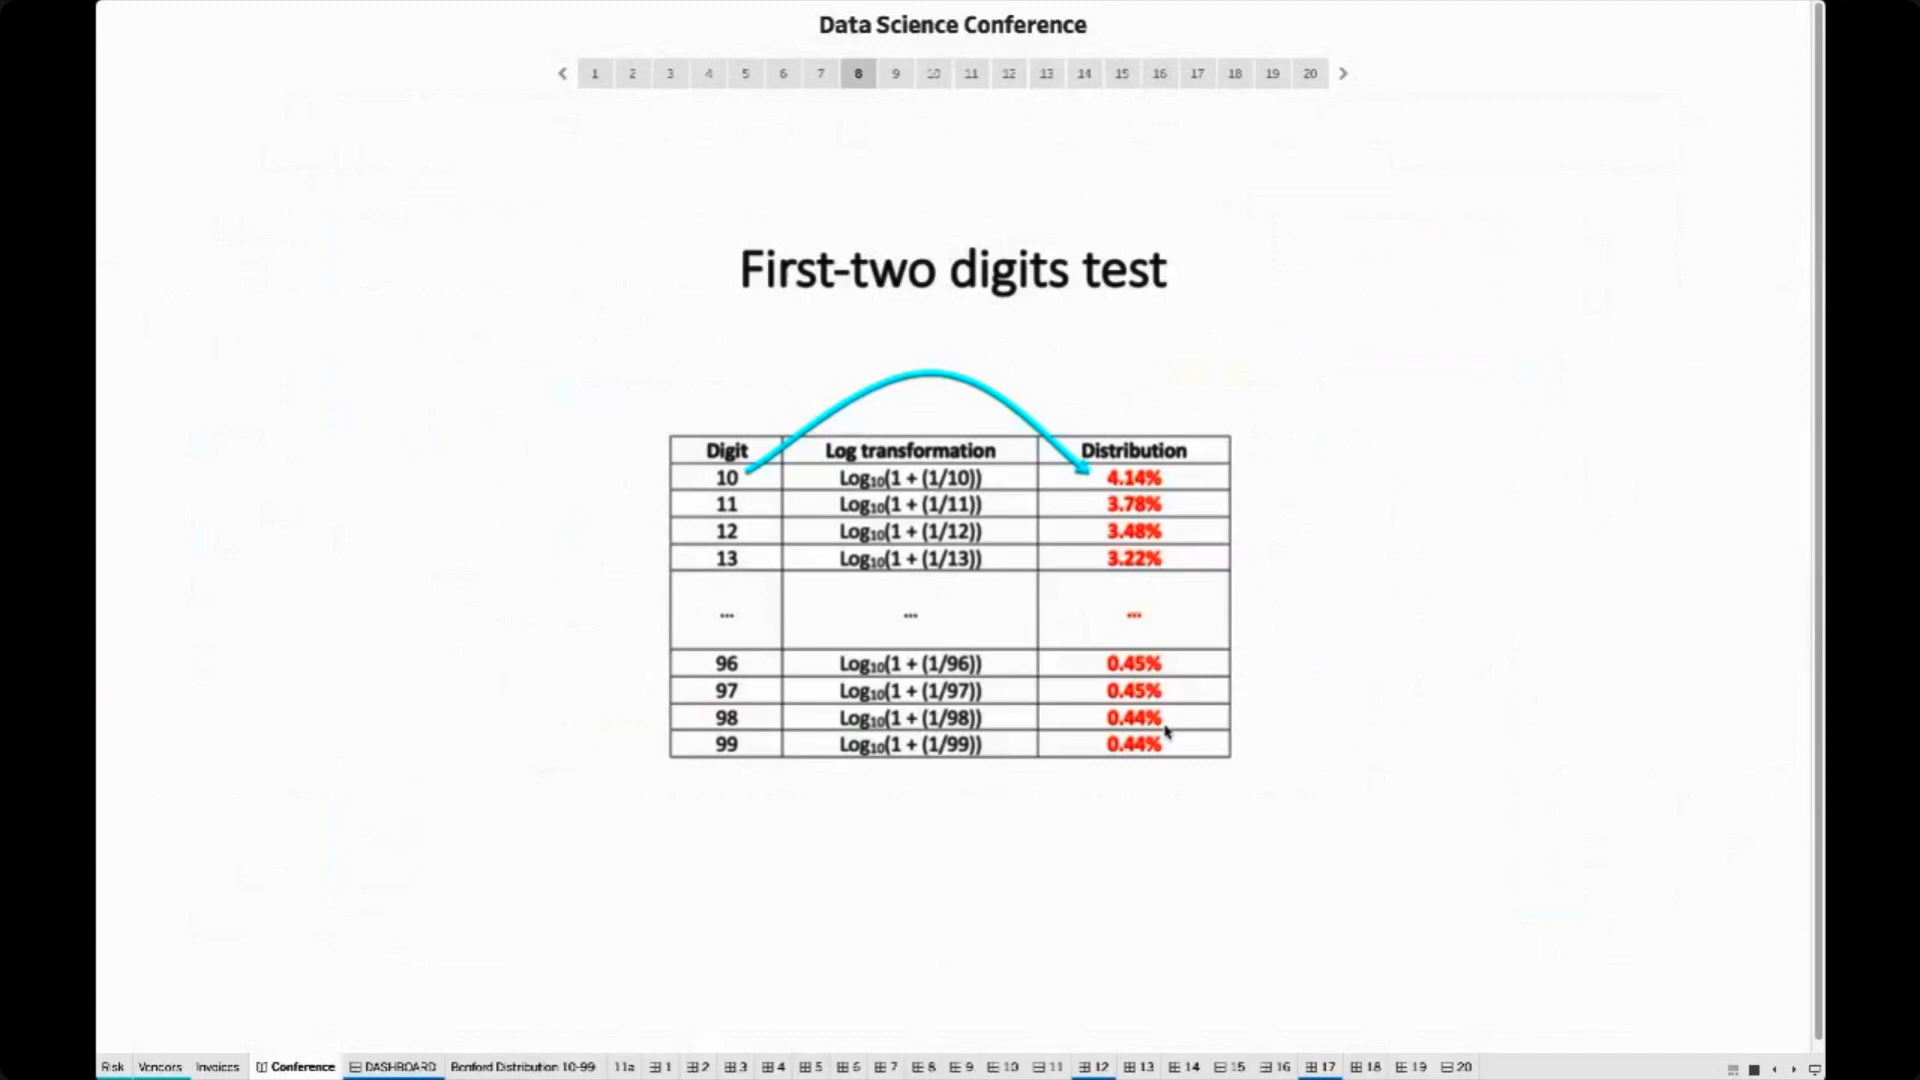 Data Science Conference
1 2 3 4 5 6 7 8 9 10 11 12 13 14 15 16 17 18 19 20
First-two digits test
Digit Log transformation Distribution
10 Log₁₀(1 + (1/10)) 4.14%
11 Log₁₀(1 + (1/11)) 3.78%
12 Log₁₀(1 + (1/12)) 3.48%
13 Log₁₀(1 + (1/13)) 3.22%
... ... ...
96 Log₁₀(1 + (1/96)) 0.45%
97 Log₁₀(1 + (1/97)) 0.45%
98 Log₁₀(1 + (1/98)) 0.44%
99 Log₁₀(1 + (1/99)) 0.44%
Risk Vencors Invoices Conference DASHBOARD Benford Distribution 10-99 11a 1 2 3 4 5 6 7 8 9 10 11 12 13 14 15 16 17 18 19 20